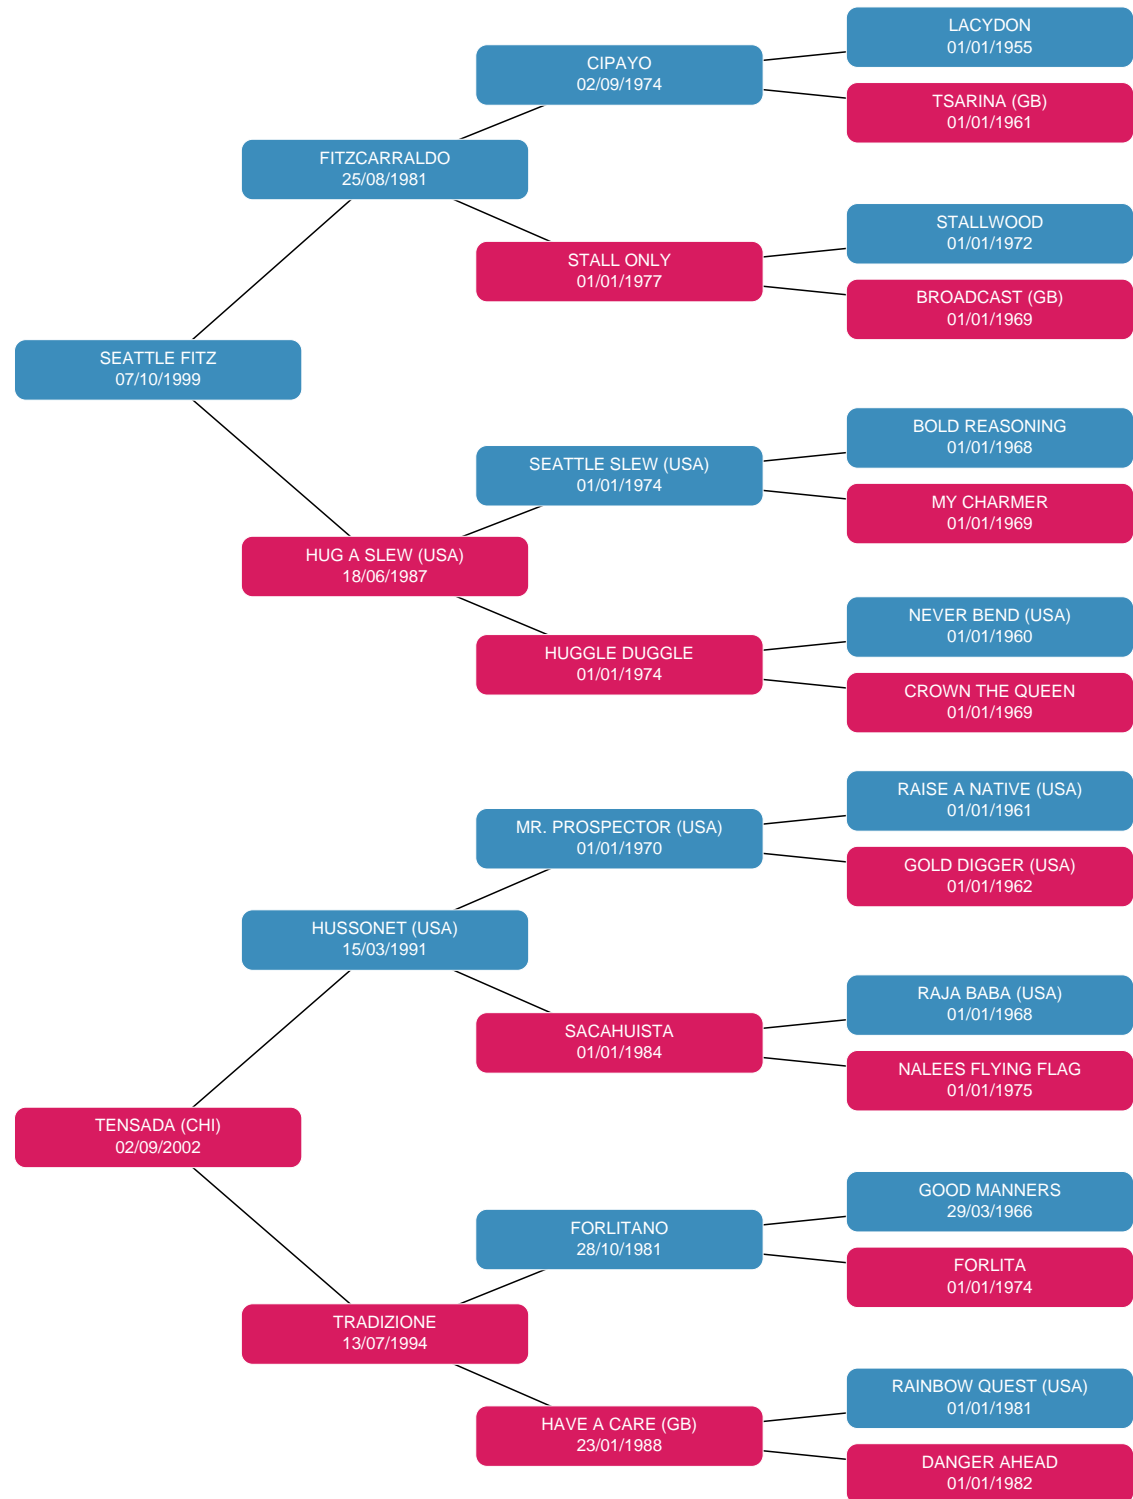 LACYDON
01/01/1955
CIPAYO
02/09/1974
TSARINA (GB)
01/01/1961
FITZCARRALDO
25/08/1981
STALLWOOD
01/01/1972
STALL ONLY
01/01/1977
BROADCAST (GB)
01/01/1969
SEATTLE FITZ
07/10/1999
BOLD REASONING
01/01/1968
SEATTLE SLEW (USA)
01/01/1974
MY CHARMER
01/01/1969
HUG A SLEW (USA)
18/06/1987
NEVER BEND (USA)
01/01/1960
HUGGLE DUGGLE
01/01/1974
CROWN THE QUEEN
01/01/1969
RAISE A NATIVE (USA)
01/01/1961
MR. PROSPECTOR (USA)
01/01/1970
GOLD DIGGER (USA)
01/01/1962
HUSSONET (USA)
15/03/1991
RAJA BABA (USA)
01/01/1968
SACAHUISTA
01/01/1984
NALEES FLYING FLAG
01/01/1975
TENSADA (CHI)
02/09/2002
GOOD MANNERS
29/03/1966
FORLITANO
28/10/1981
FORLITA
01/01/1974
TRADIZIONE
13/07/1994
RAINBOW QUEST (USA)
01/01/1981
HAVE A CARE (GB)
23/01/1988
DANGER AHEAD
01/01/1982